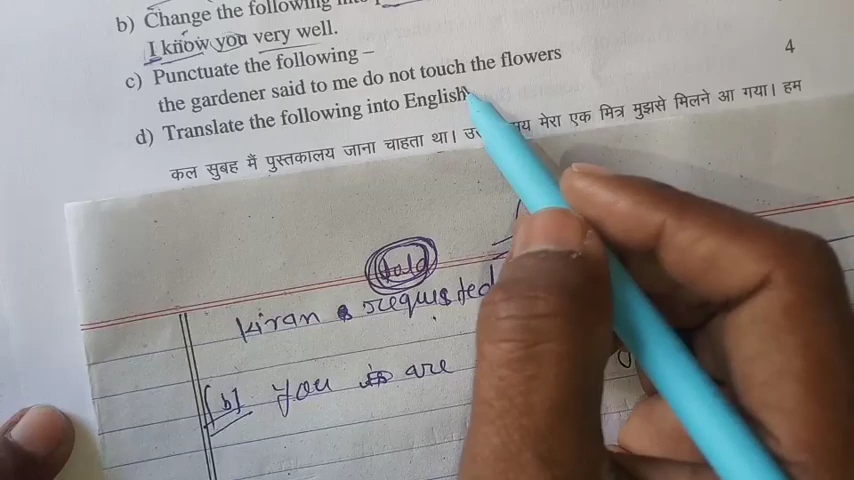 b) Change the following into
I know you very well.
c) Punctuate the following –
the gardener said to me do not touch the flowers
4
d) Translate the following into English
कल सुबह मैं पुस्तकालय जाना चाहता था। मेरा एक मित्र मुझसे मिलने आ गया। हम
told
kiran requested
[b] you are